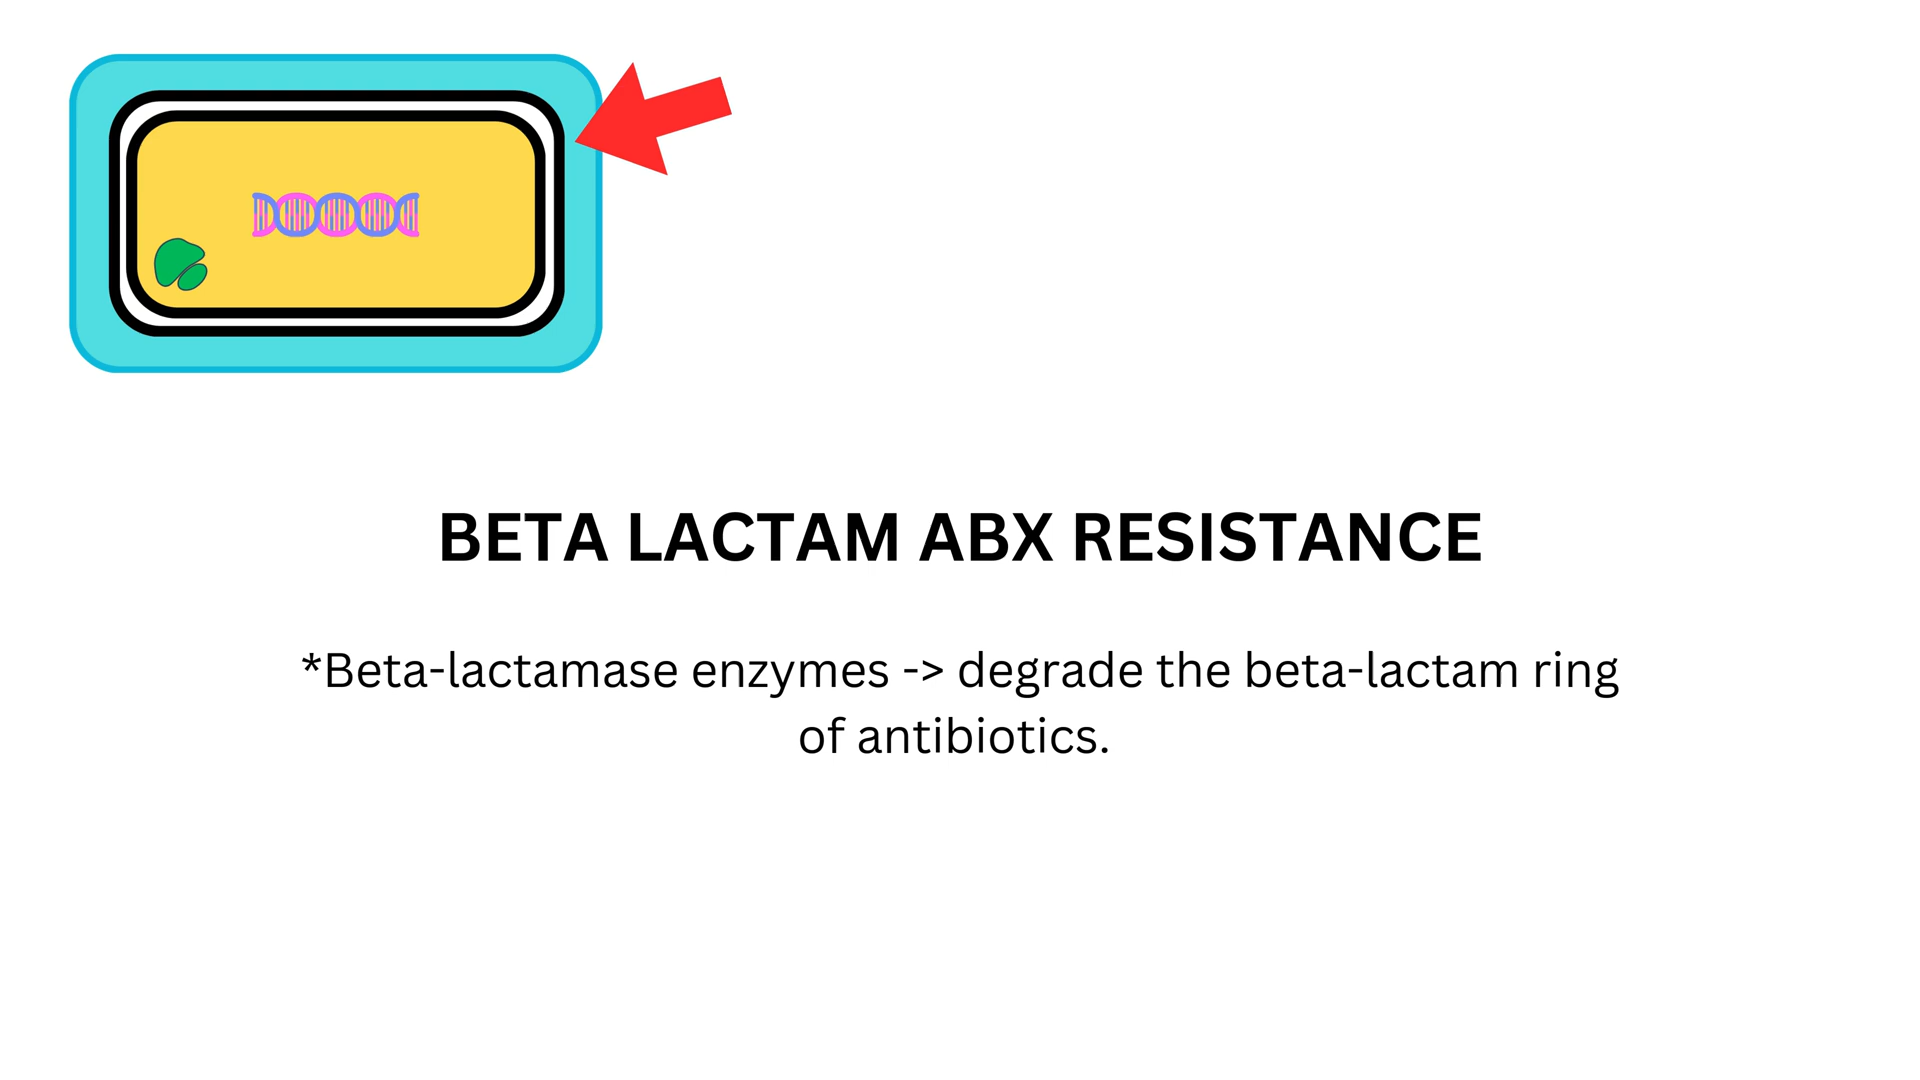 BETA LACTAM ABX RESISTANCE
*Beta-lactamase enzymes -> degrade the beta-lactam ring
of antibiotics.